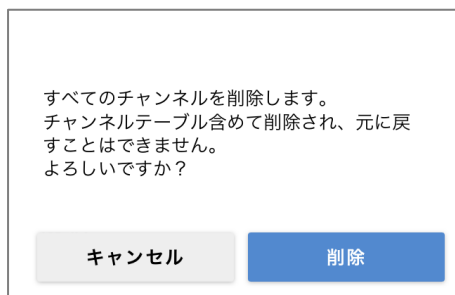 すべてのチャンネルを削除します。
チャンネルテーブル含めて削除され、元に戻
すことはできません。
よろしいですか？
キャンセル
削除